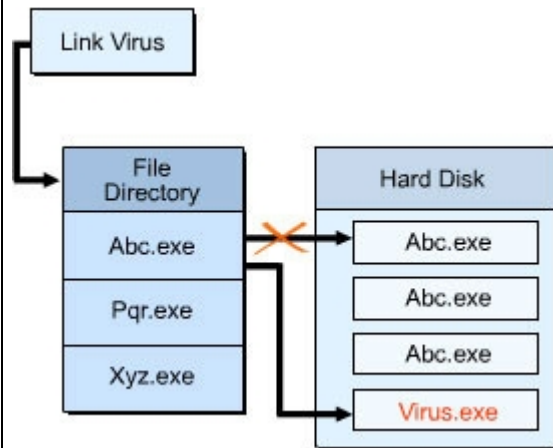 Link Virus
File
Directory
Abc.exe
Pqr.exe
Xyz.exe
Hard Disk
Abc.exe
Abc.exe
Abc.exe
Virus.exe